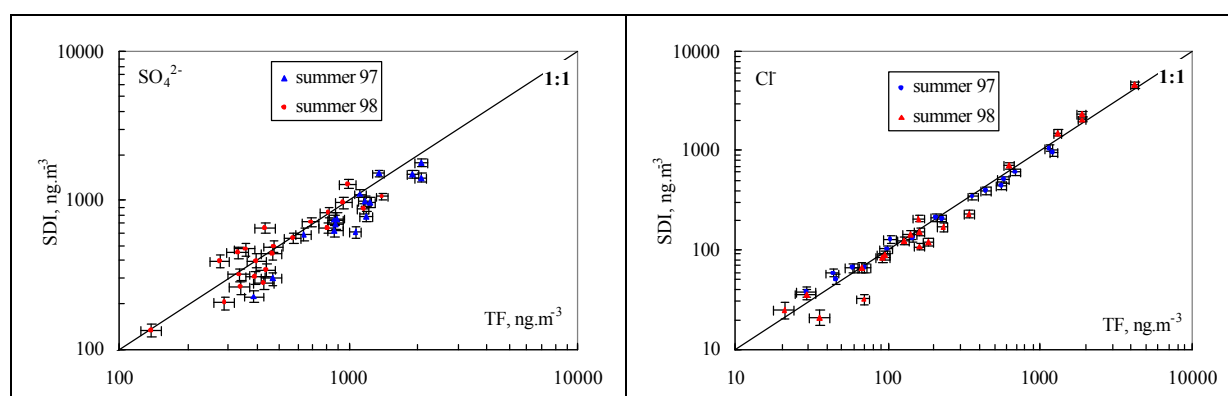 10000
SO₄²⁻
1:1
summer 97
summer 98
1000
SDI, ng.m⁻³
TF, ng.m⁻³
100
100 1000 10000
10000
Cl⁻
1:1
summer 97
summer 98
1000
SDI, ng.m⁻³
100
TF, ng.m⁻³
10
10 100 1000 10000